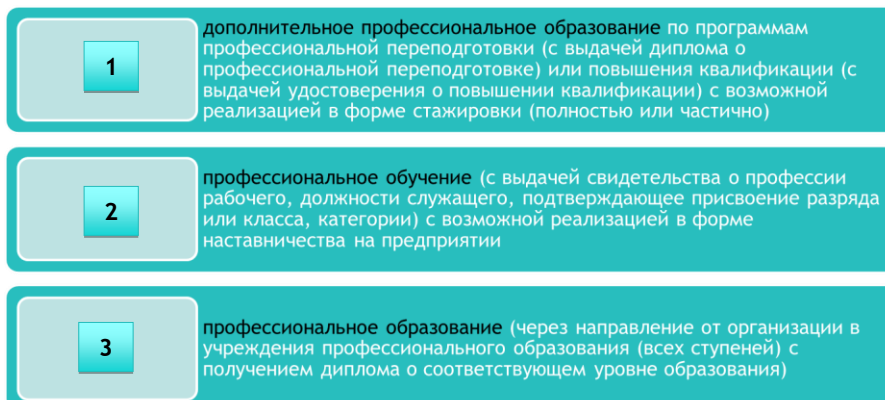 1
дополнительное профессиональное образование по программам
профессиональной переподготовки (с выдачей диплома о
профессиональной переподготовке) или повышения квалификации (с
выдачей удостоверения о повышении квалификации) с возможной
реализацией в форме стажировки (полностью или частично)
2
профессиональное обучение (с выдачей свидетельства о профессии
рабочего, должности служащего, подтверждающее присвоение разряда
или класса, категории) с возможной реализацией в форме
наставничества на предприятии
3
профессиональное образование (через направление от организации в
учреждения профессионального образования (всех ступеней) с
получением диплома о соответствующем уровне образования)